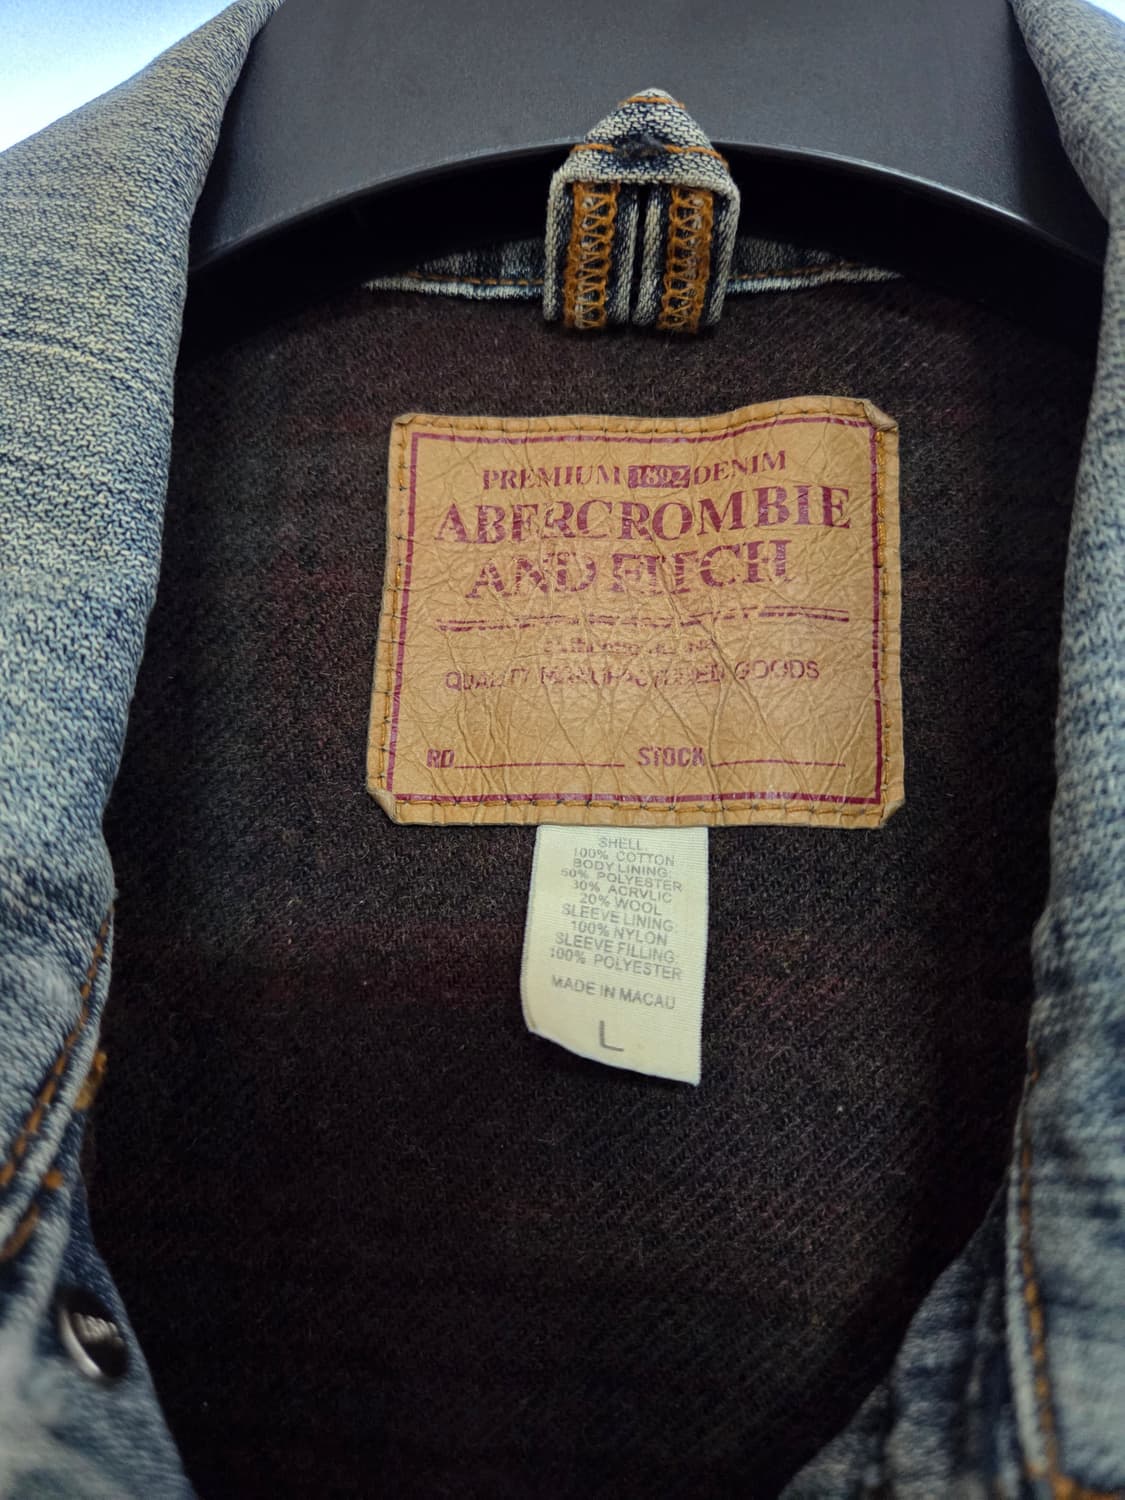 PREMIUM 1892 DENIM
ABERCROMBIE
AND FITCH
QUALITY MANUFACTURED GOODS
RD STOCK
SHELL:
100% COTTON
BODY LINING:
50% POLYESTER
30% ACRYLIC
20% WOOL
SLEEVE LINING:
100% NYLON
SLEEVE FILLING:
100% POLYESTER
MADE IN MACAU
L